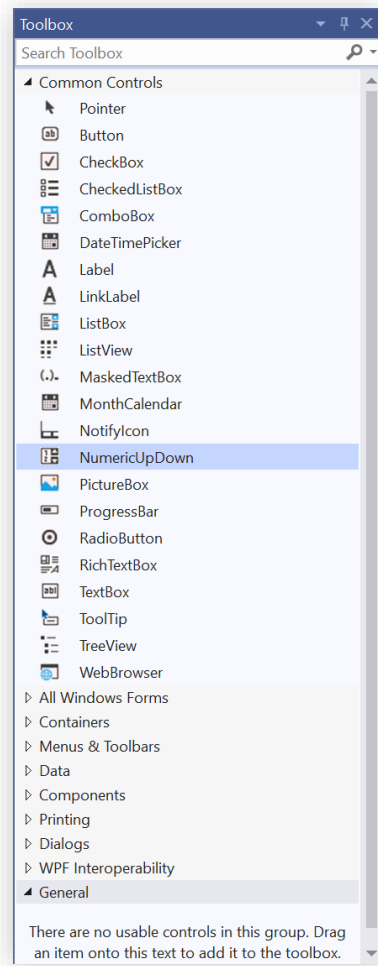 Toolbox
Search Toolbox
Common Controls
Pointer
Button
CheckBox
CheckedListBox
ComboBox
DateTimePicker
Label
LinkLabel
ListBox
ListView
MaskedTextBox
MonthCalendar
NotifyIcon
NumericUpDown
PictureBox
ProgressBar
RadioButton
RichTextBox
TextBox
ToolTip
TreeView
WebBrowser
All Windows Forms
Containers
Menus & Toolbars
Data
Components
Printing
Dialogs
WPF Interoperability
General
There are no usable controls in this group. Drag
an item onto this text to add it to the toolbox.